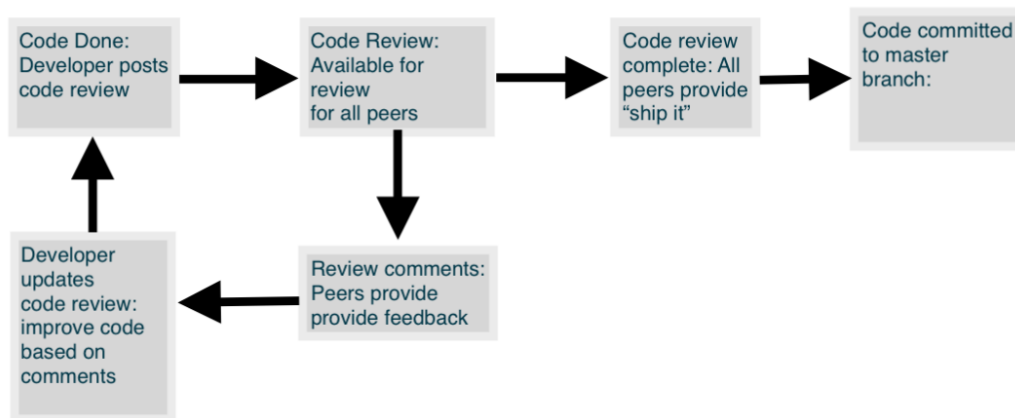 Code Done:
Developer posts
code review
Code Review:
Available for
review
for all peers
Code review
complete: All
peers provide
“ship it”
Code committed
to master
branch:
Developer
updates
code review:
improve code
based on
comments
Review comments:
Peers provide
provide feedback